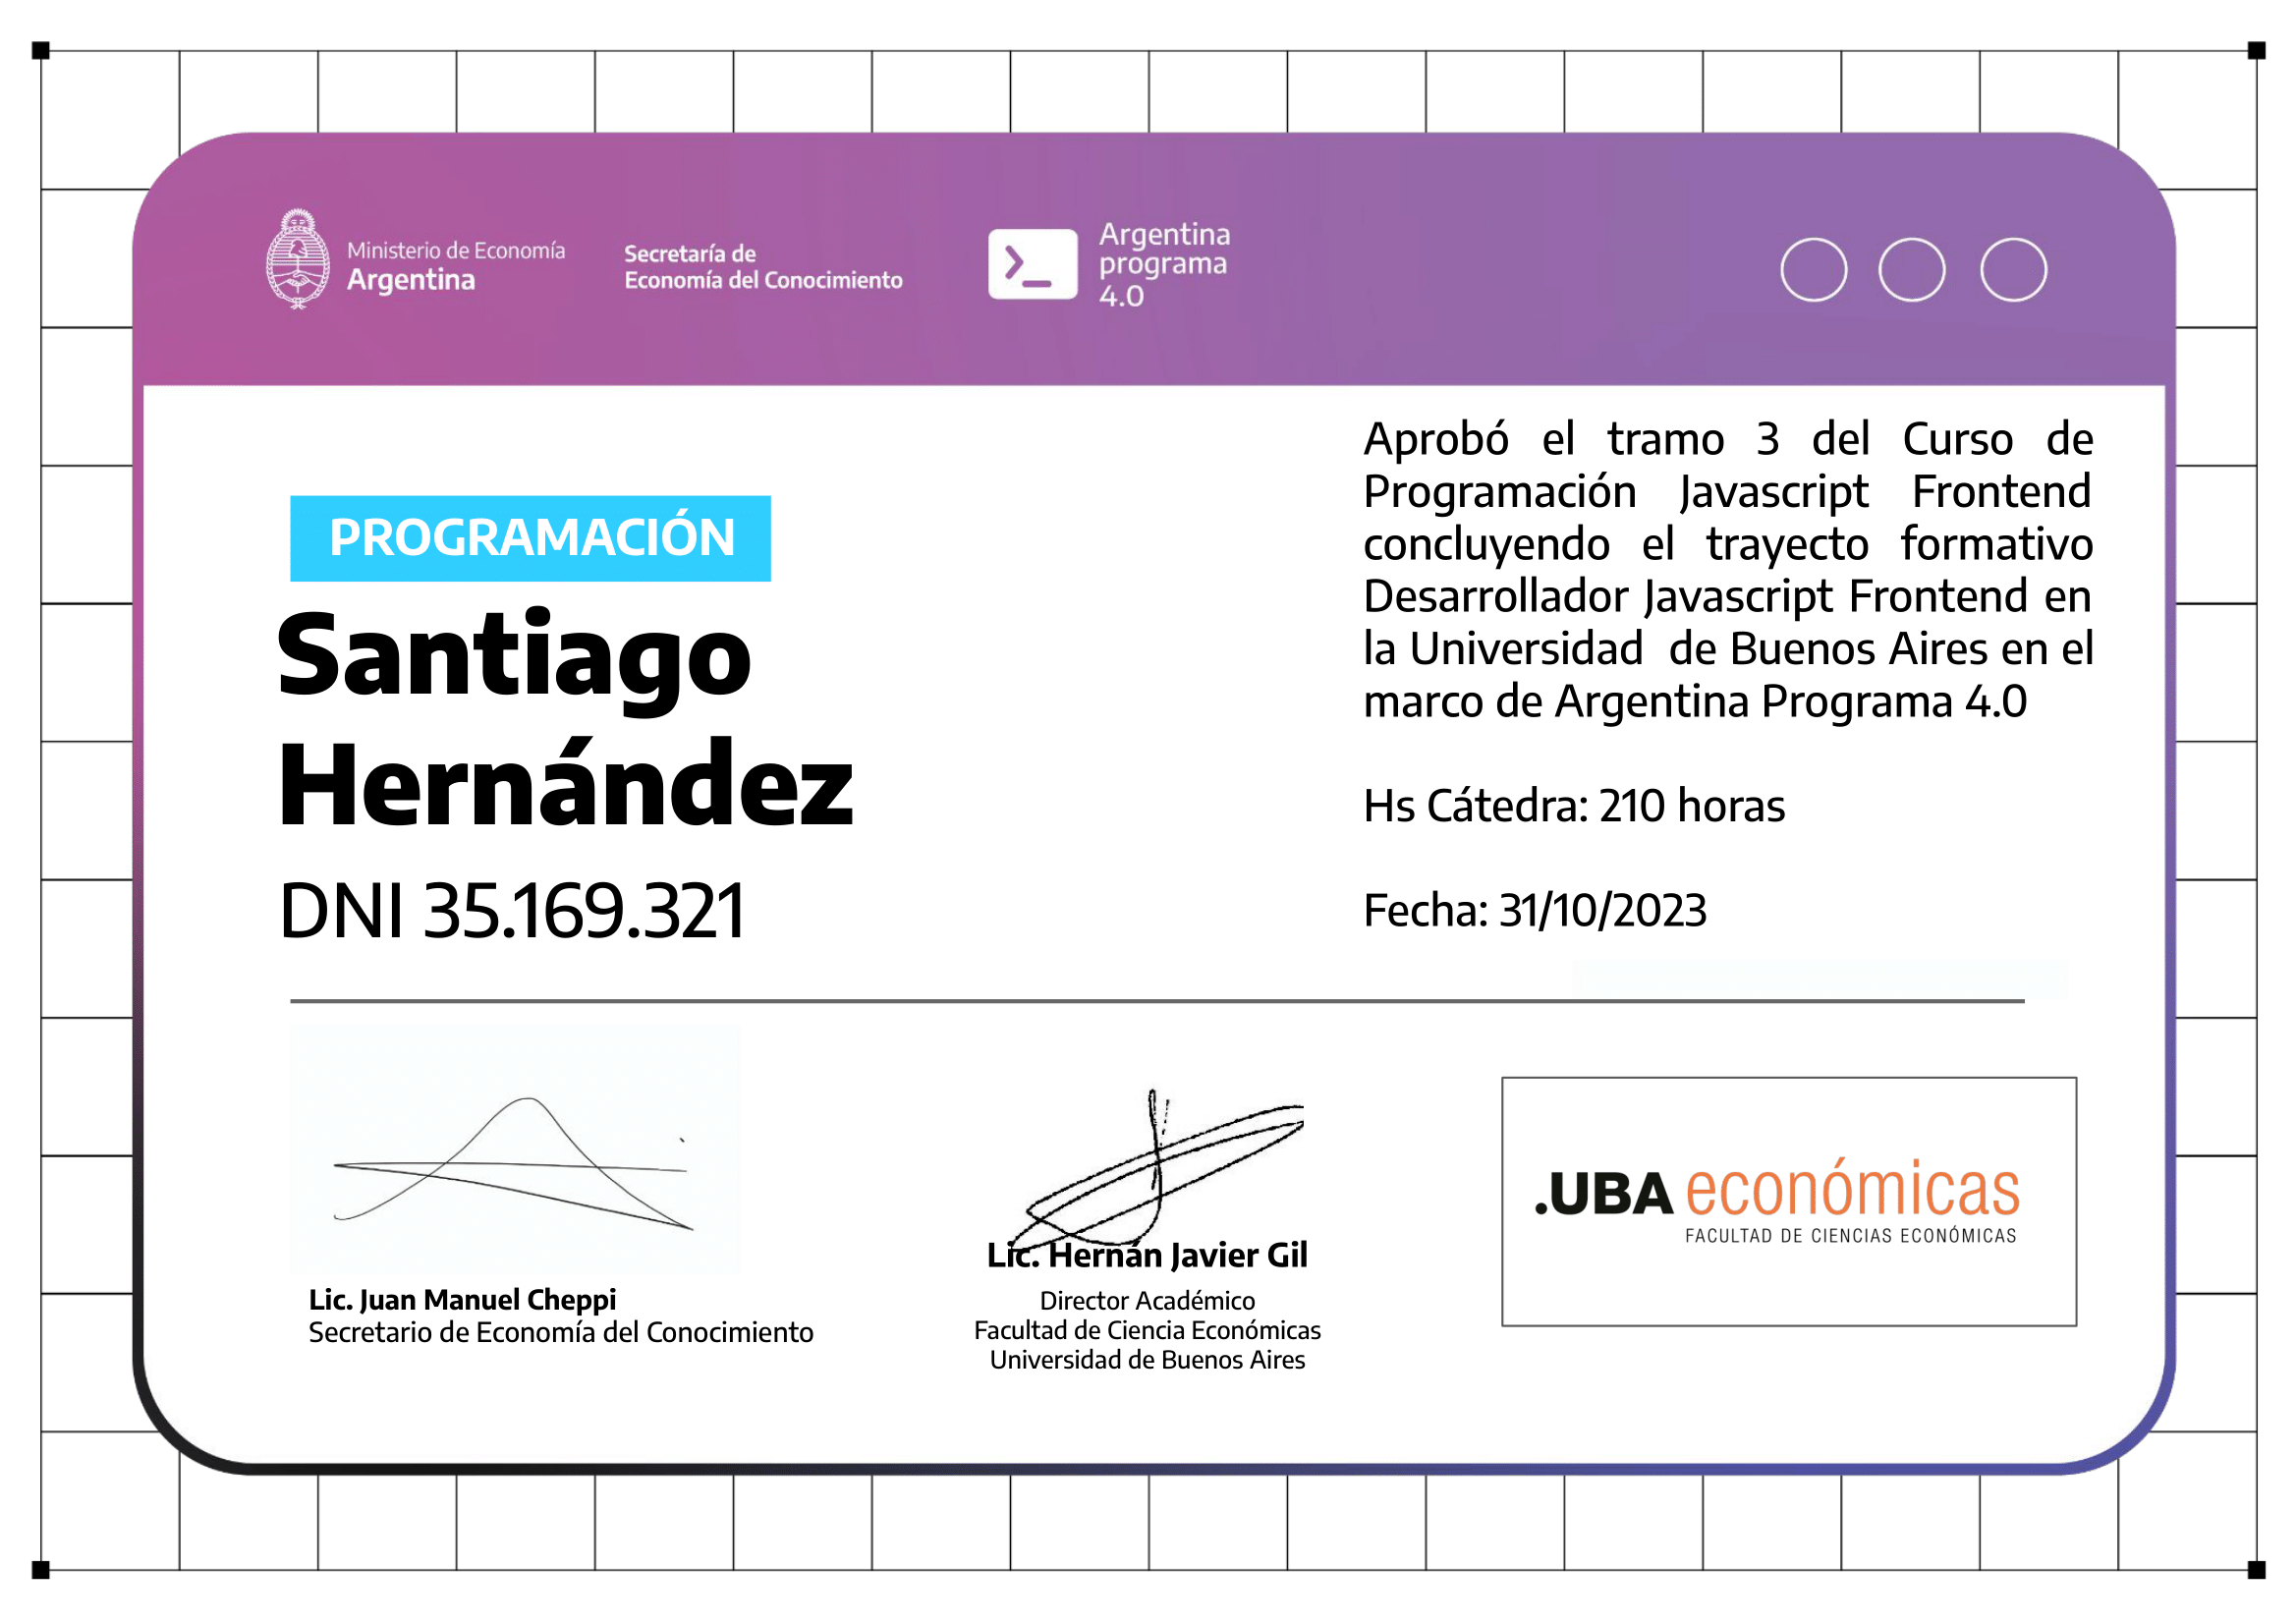 Ministerio de Economía
Argentina
Secretaría de
Economía del Conocimiento
Argentina
programa
4.0
PROGRAMACIÓN
Santiago
Hernández
DNI 35.169.321
Aprobó el tramo 3 del Curso de
Programación Javascript Frontend
concluyendo el trayecto formativo
Desarrollador Javascript Frontend en
la Universidad de Buenos Aires en el
marco de Argentina Programa 4.0
Hs Cátedra: 210 horas
Fecha: 31/10/2023
Lic. Juan Manuel Cheppi
Secretario de Economía del Conocimiento
Lic. Hernán Javier Gil
Director Académico
Facultad de Ciencia Económicas
Universidad de Buenos Aires
.UBA económicas
FACULTAD DE CIENCIAS ECONÓMICAS